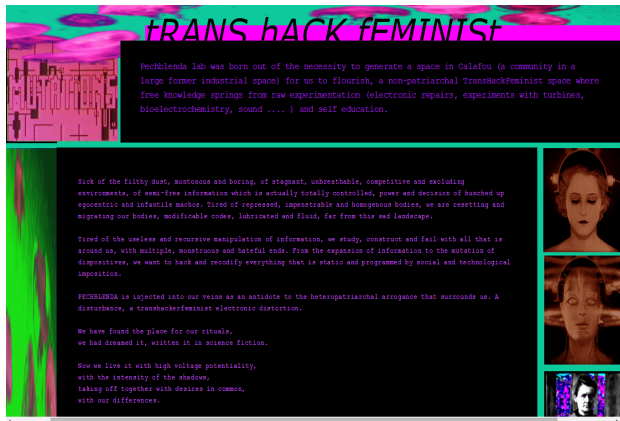 tRANS hACK fEMINISt
MUTATIONS
Pechblenda lab was born out of the necessity to generate a space in Calafou (a community in a
large former industrial space) for us to flourish, a non-patriarchal TransHackFeminist space where
free knowledge springs from raw experimentation (electronic repairs, experiments with turbines,
bioelectrochemistry, sound .... ) and self education.
Sick of the filthy dust, montonous and boring, of stagnant, unbreathable, competitive and excluding
environments, of semi-free information which is actually totally controlled, power and decision of hunched up
egocentric and infantile machos. Tired of repressed, impenetrable and homogenous bodies, we are resetting and
migrating our bodies, modifiable codes, lubricated and fluid, far from this sad landscape.
Tired of the useless and recursive manipulation of information, we study, construct and fail with all that is
around us, with multiple, monstruous and hateful ends. From the expansion of information to the mutation of
dispositives, we want to hack and recodify everything that is static and programmed by social and technological
imposition.
PECHBLENDA is injected into our veins as an antidote to the heteropatriarchal arrogance that surrounds us. A
disturbance, a transhackerfeminist electronic distortion.
We have found the place for our rituals,
we had dreamed it, written it in science fiction.
Now we live it with high voltage potentiality,
with the intensity of the shadows,
taking off together with desires in common,
with our differences.